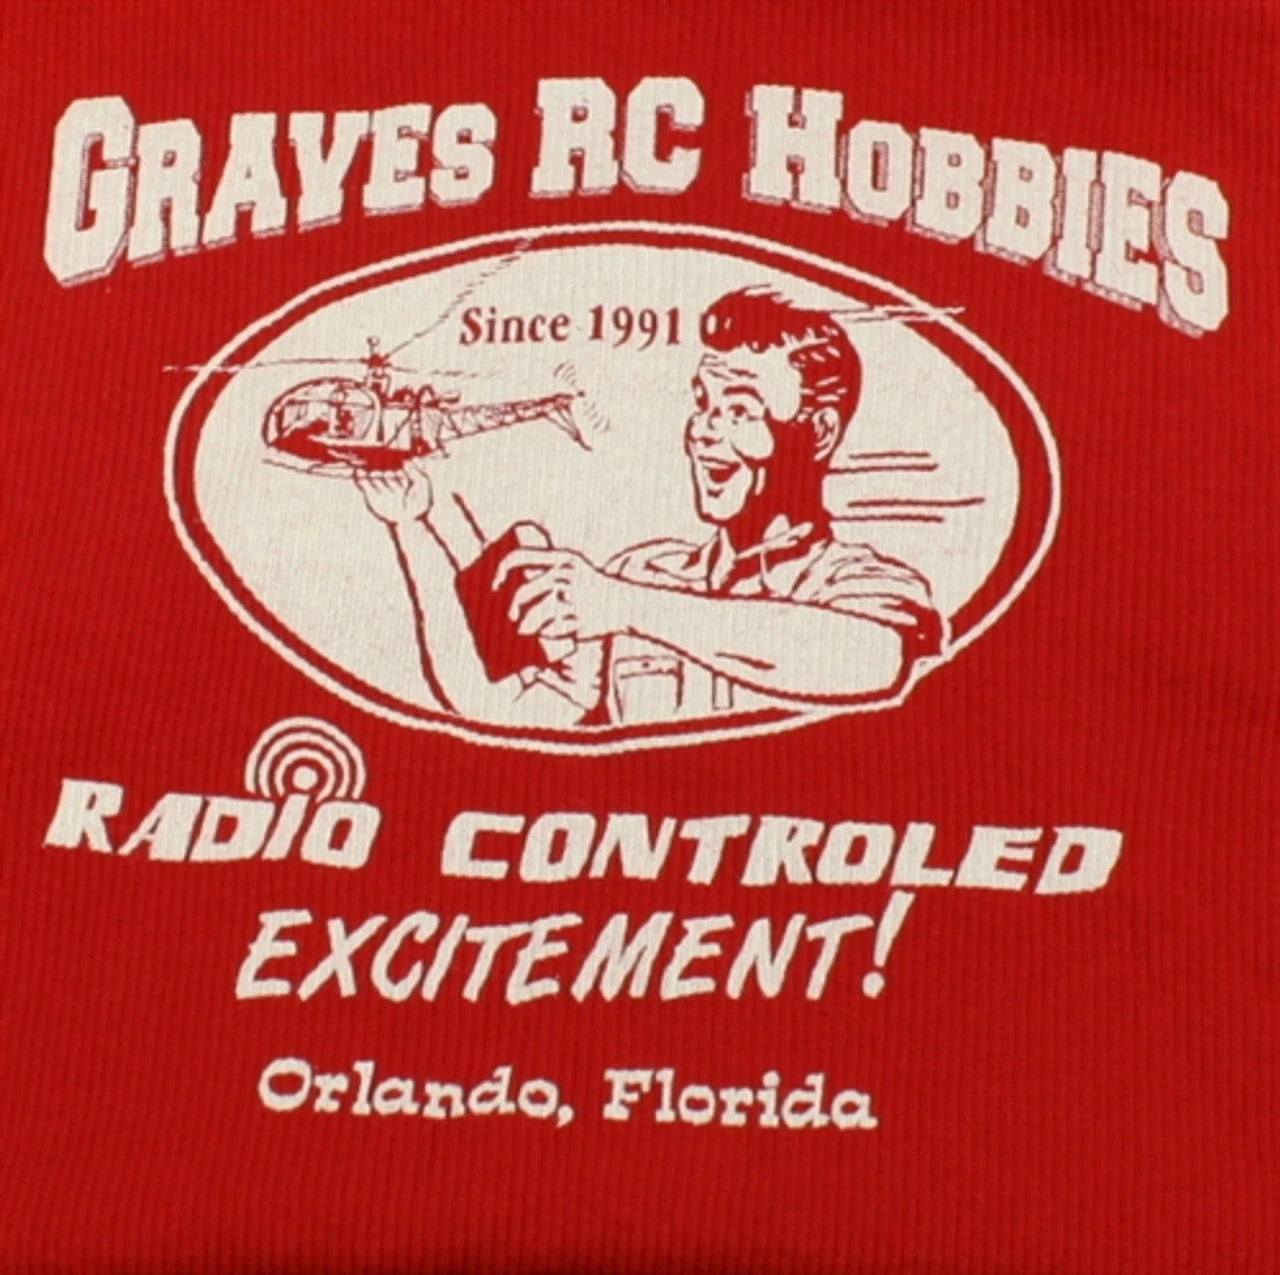 GRAVES RC HOBBIES
Since 1991
RADIO CONTROLED
EXCITEMENT!
Orlando, Florida